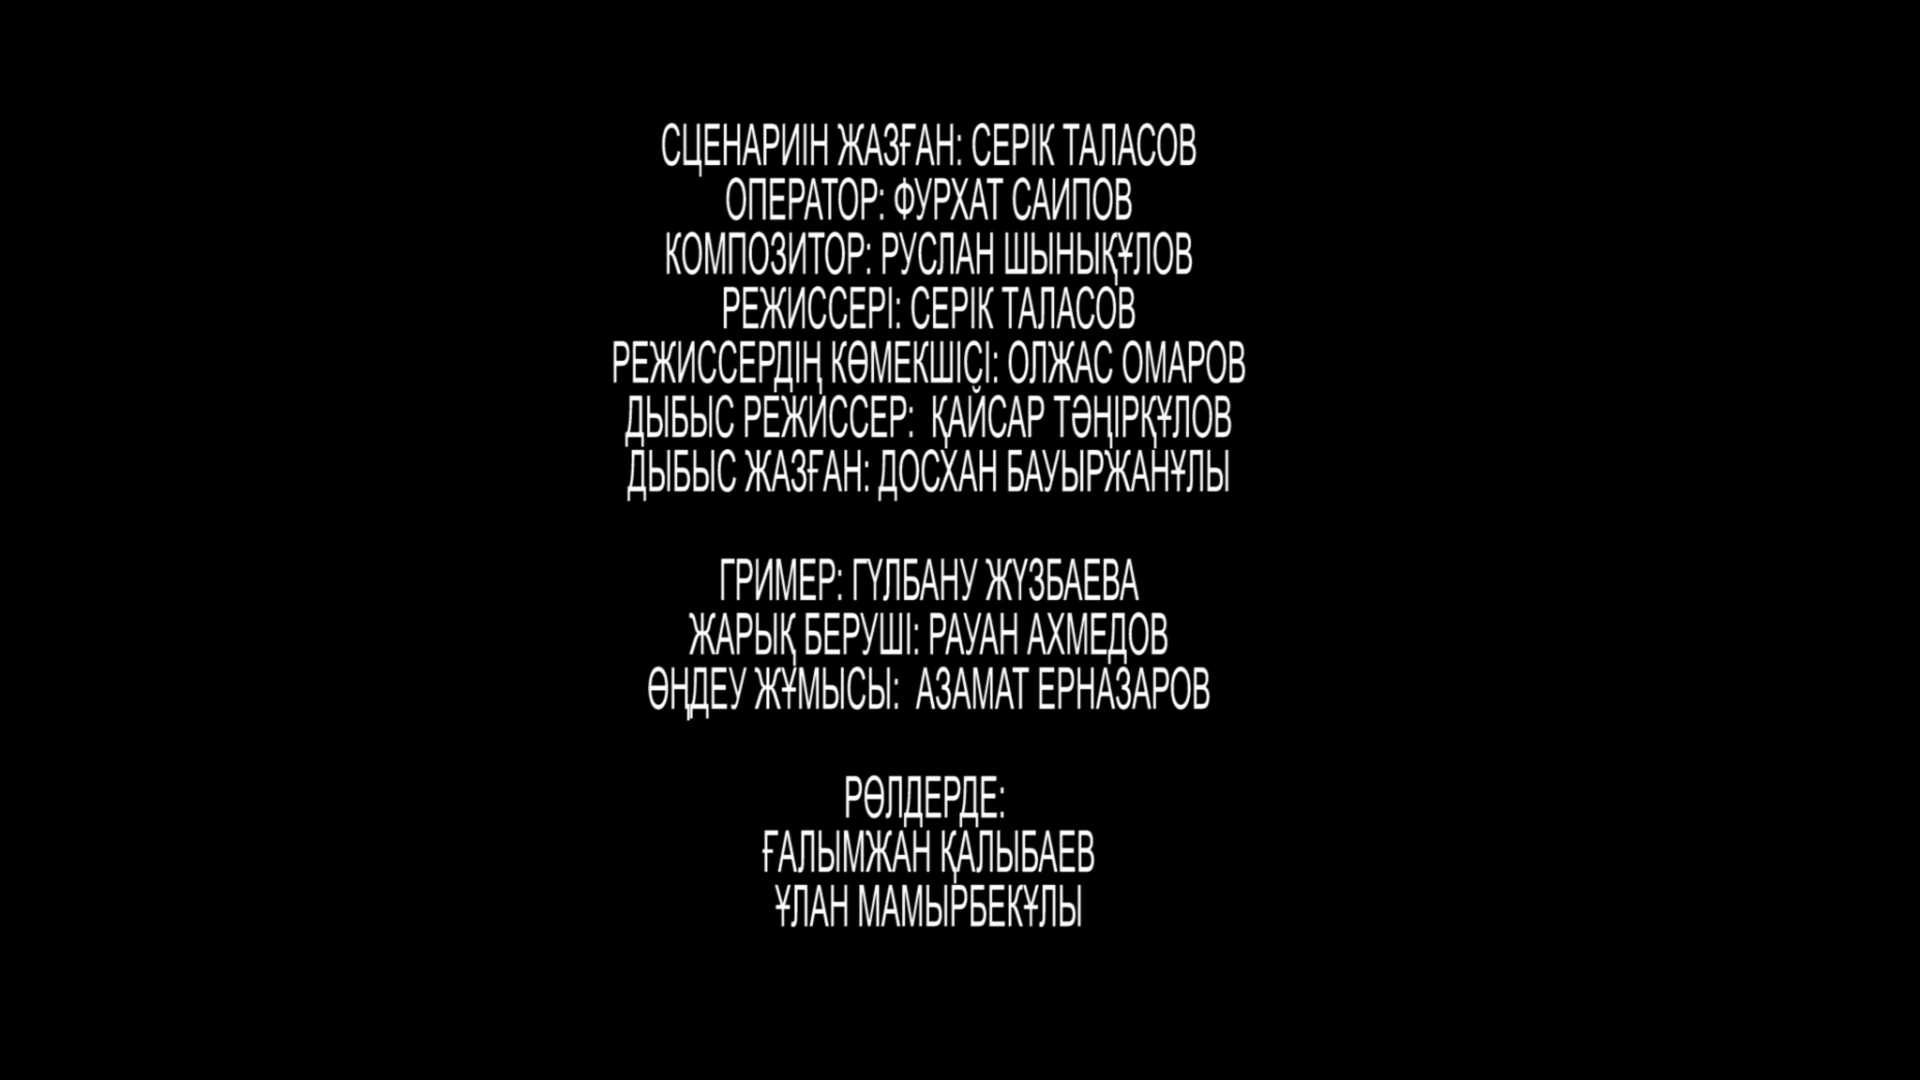 СЦЕНАРИІН ЖАЗҒАН: СЕРІК ТАЛАСОВ
ОПЕРАТОР: ФУРХАТ САИПОВ
КОМПОЗИТОР: РУСЛАН ШЫНЫҚҰЛОВ
РЕЖИССЕРІ: СЕРІК ТАЛАСОВ
РЕЖИССЕРДІҢ КӨМЕКШІСІ: ОЛЖАС ОМАРОВ
ДЫБЫС РЕЖИССЕР: ҚАЙСАР ТӘҢІРҚҰЛОВ
ДЫБЫС ЖАЗҒАН: ДОСХАН БАУЫРЖАНҰЛЫ
ГРИМЕР: ГҮЛБАНУ ЖҮЗБАЕВА
ЖАРЫҚ БЕРУШІ: РАУАН АХМЕДОВ
ӨҢДЕУ ЖҰМЫСЫ: АЗАМАТ ЕРНАЗАРОВ
РӨЛДЕРДЕ:
ҒАЛЫМЖАН ҚАЛЫБАЕВ
ҰЛАН МАМЫРБЕКҰЛЫ